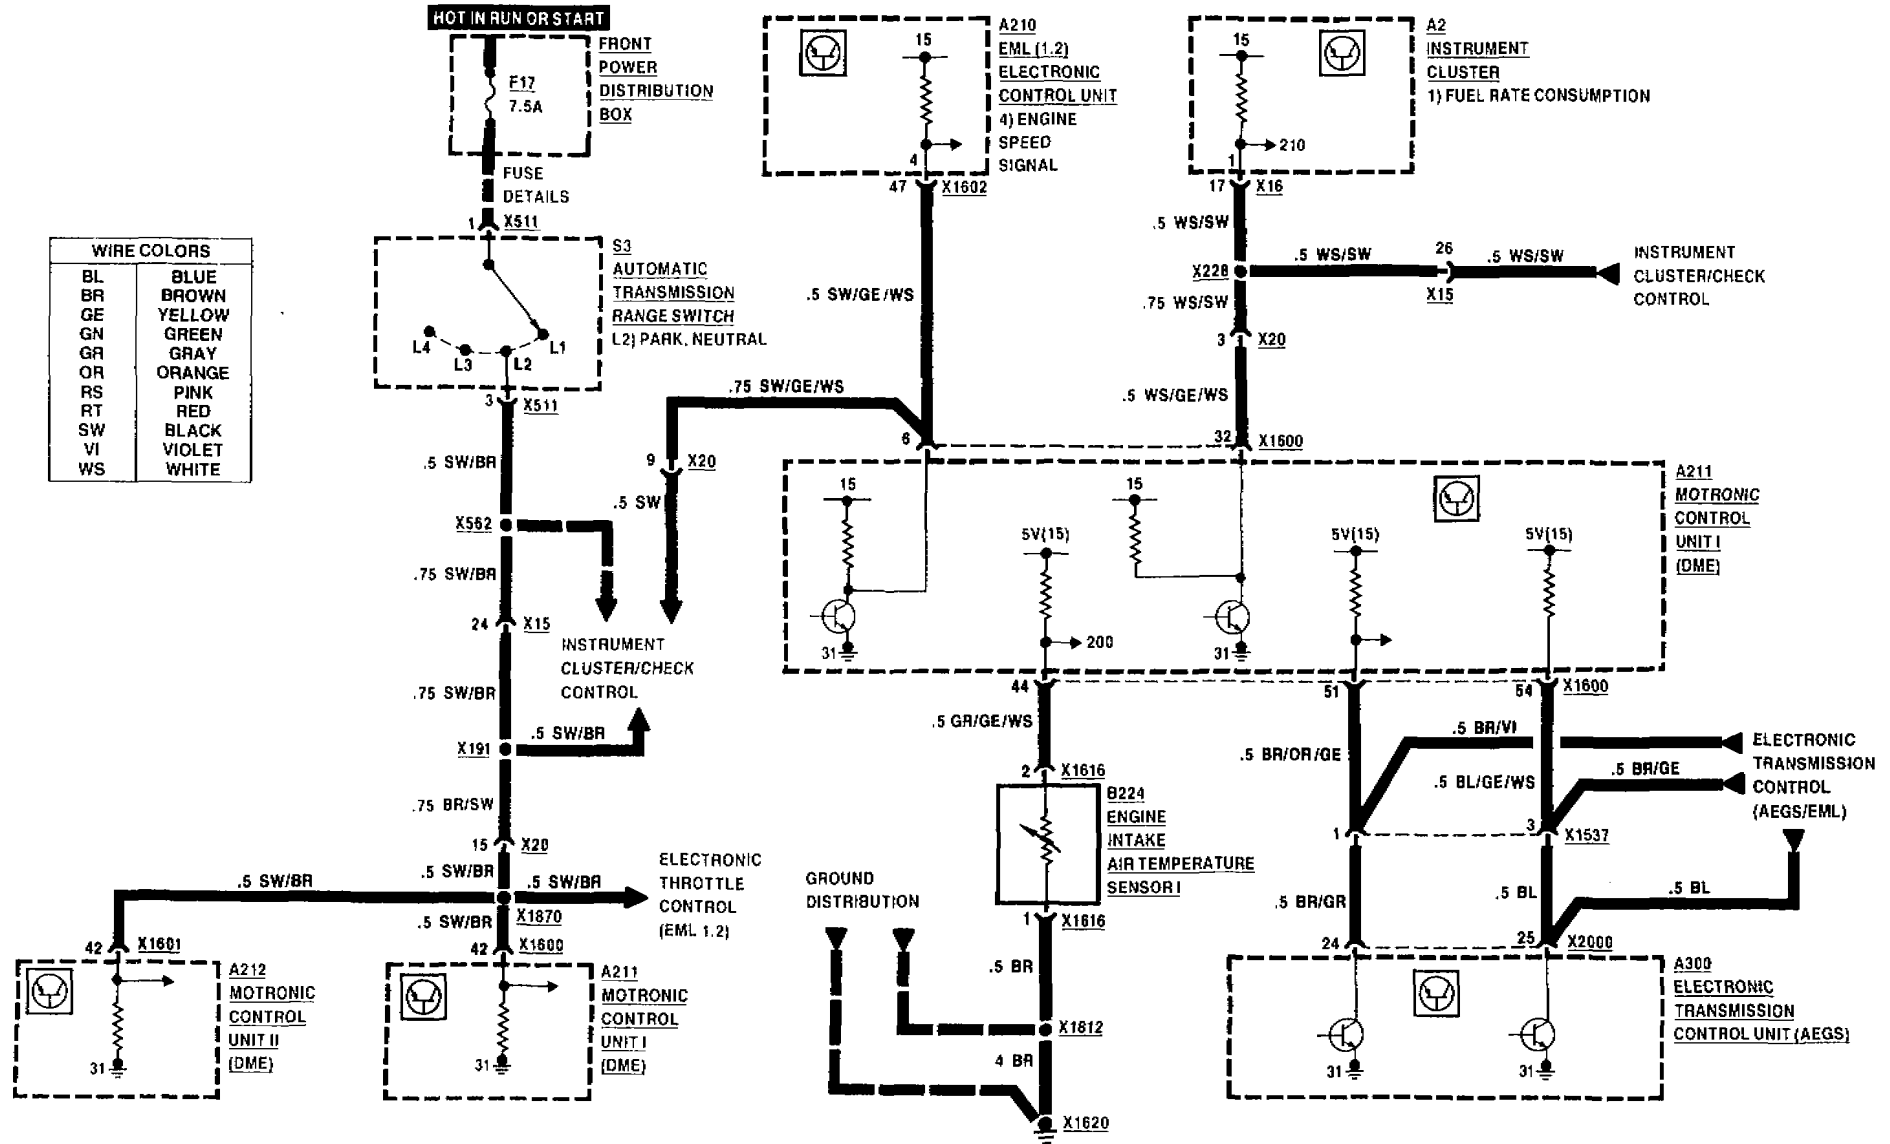 HOT IN RUN OR START
FRONT
POWER
DISTRIBUTION
BOX
F17
7.5A
FUSE
DETAILS
1
X511
S3
AUTOMATIC
TRANSMISSION
RANGE SWITCH
L2) PARK, NEUTRAL
L4
L3
L2
L1
3
X511
WIRE COLORS
BL BLUE
BR BROWN
GE YELLOW
GN GREEN
GR GRAY
OR ORANGE
RS PINK
RT RED
SW BLACK
VI VIOLET
WS WHITE
.5 SW/BR
X562
.75 SW/BR
24
X15
INSTRUMENT
CLUSTER/CHECK
CONTROL
.75 SW/BR
X191
.5 SW/BR
.75 BR/SW
15
X20
.5 SW/BR
.5 SW/BR
.5 SW/BR
X1870
.5 SW/BR
ELECTRONIC
THROTTLE
CONTROL
(EML 1.2)
42
X1601
42
X1600
A212
MOTRONIC
CONTROL
UNIT II
(DME)
31
A211
MOTRONIC
CONTROL
UNIT I
(DME)
31
15
4
A210
EML (1.2)
ELECTRONIC
CONTROL UNIT
4) ENGINE
SPEED
SIGNAL
47
X1602
.5 SW/GE/WS
.75 SW/GE/WS
9
X20
.5 SW
6
15
210
1
A2
INSTRUMENT
CLUSTER
1) FUEL RATE CONSUMPTION
17
X16
.5 WS/SW
X228
.5 WS/SW
26
X15
.5 WS/SW
INSTRUMENT
CLUSTER/CHECK
CONTROL
.75 WS/SW
3
X20
.5 WS/GE/WS
32
X1600
A211
MOTRONIC
CONTROL
UNIT I
(DME)
15
31
5V(15)
200
15
31
5V(15)
5V(15)
44
51
54
X1600
.5 GR/GE/WS
2
X1616
B224
ENGINE
INTAKE
AIR TEMPERATURE
SENSOR I
1
X1616
.5 BR
X1812
4 BR
X1620
GROUND
DISTRIBUTION
.5 BR/OR/GE
.5 BR/VI
.5 BL/GE/WS
.5 BR/GE
ELECTRONIC
TRANSMISSION
CONTROL
(AEGS/EML)
1
3
X1537
.5 BR/GR
.5 BL
.5 BL
24
25
X2000
A300
ELECTRONIC
TRANSMISSION
CONTROL UNIT (AEGS)
31
31